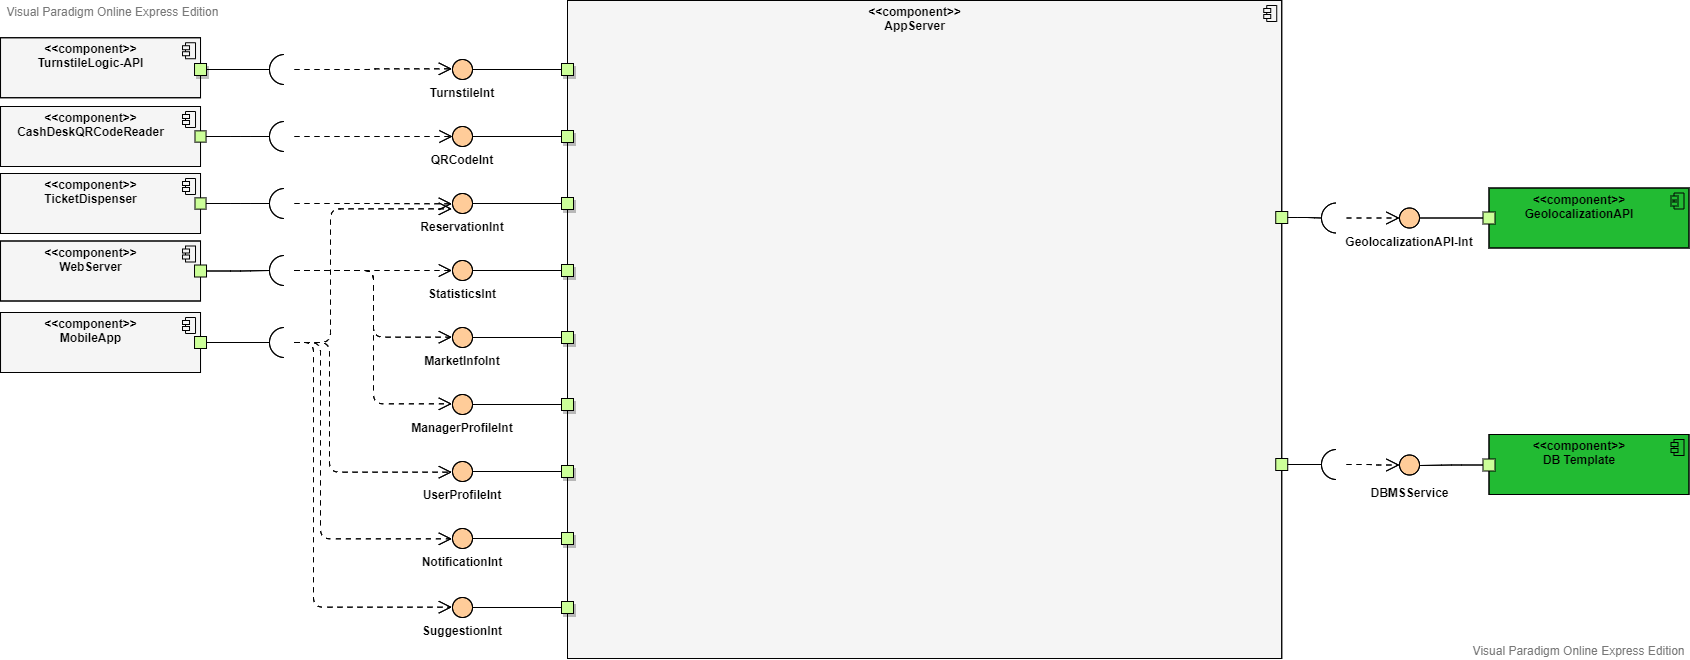 Visual Paradigm Online Express Edition
<<component>>
TurnstileLogic-API
<<component>>
CashDeskQRCodeReader
<<component>>
TicketDispenser
<<component>>
WebServer
<<component>>
MobileApp
TurnstileInt
QRCodeInt
ReservationInt
StatisticsInt
MarketInfoInt
ManagerProfileInt
UserProfileInt
NotificationInt
SuggestionInt
<<component>>
AppServer
GeolocalizationAPI-Int
DBMSService
<<component>>
GeolocalizationAPI
<<component>>
DB Template
Visual Paradigm Online Express Edition